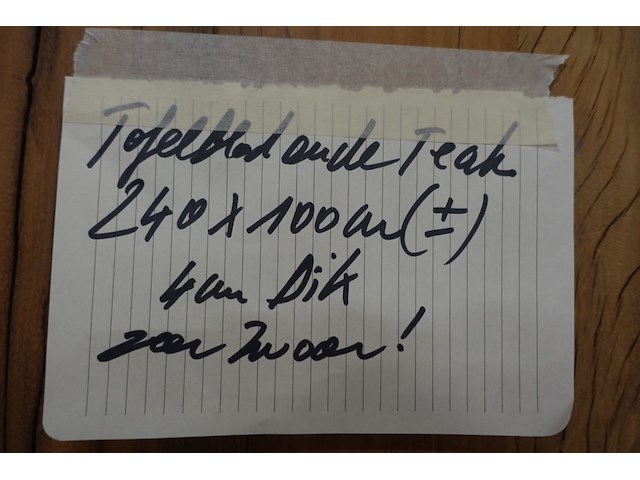 Tafelblad oude Teak
240 x 100 cm (±)
4 cm Dik
zeer Zwaar!